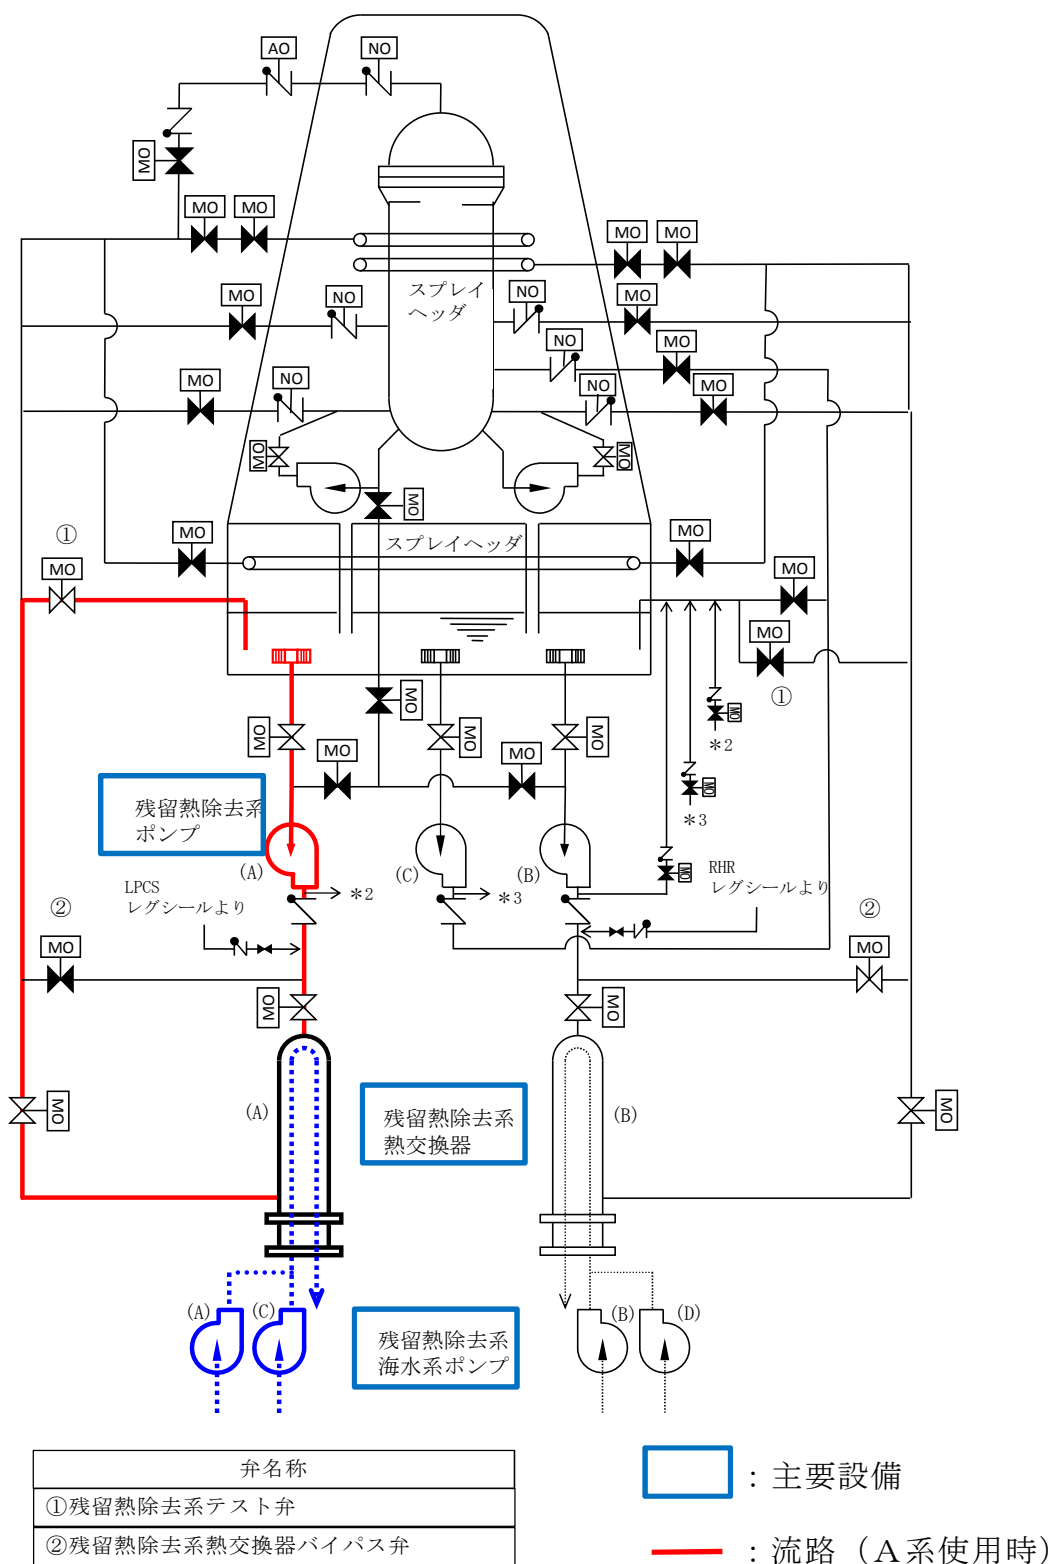 AO
NO
MO
MO
MO
MO
MO
スプレイ
ヘッダ
MO
NO
NO
MO
NO
MO
MO
NO
NO
MO
MO
MO
MO
①
MO
スプレイヘッダ
MO
MO
MO
MO
①
MO
MO
MO
MO
MO
MO
MO
＊2
MO
＊3
残留熱除去系
ポンプ
(A)
(C)
(B)
MO
RHR
レグシールより
LPCS
レグシールより
＊2
＊3
②
MO
②
MO
MO
MO
MO
(A)
残留熱除去系
熱交換器
(B)
MO
(A)
(C)
残留熱除去系
海水系ポンプ
(B)
(D)
弁名称
①残留熱除去系テスト弁
②残留熱除去系熱交換器バイパス弁
：主要設備
：流路（A系使用時）